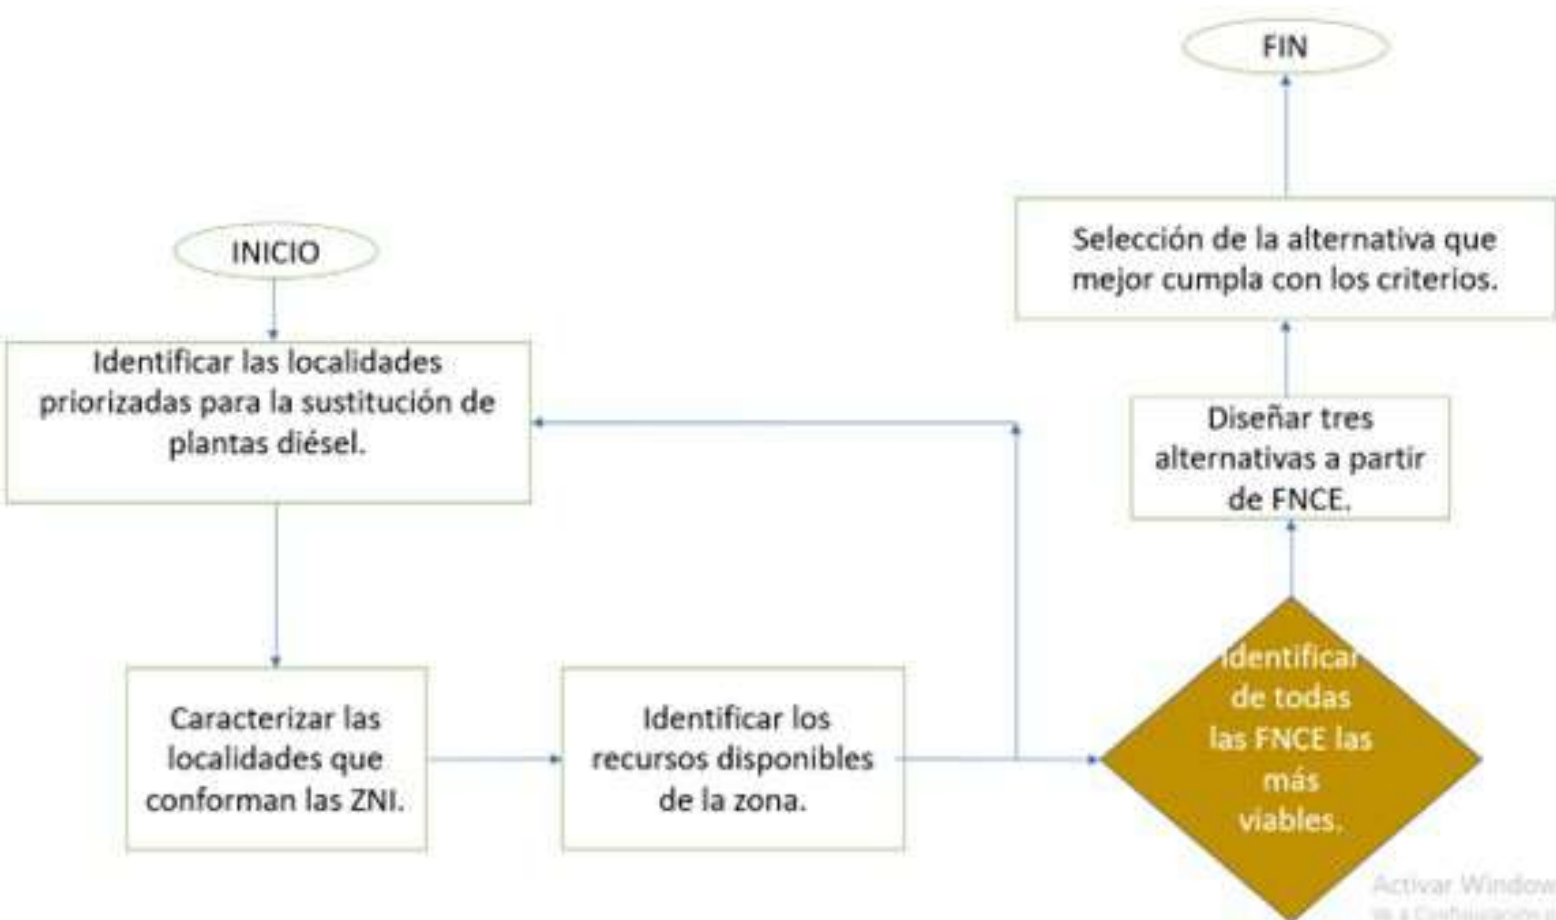 INICIO
Identificar las localidades
priorizadas para la sustitución de
plantas diésel.
Caracterizar las
localidades que
conforman las ZNI.
Identificar los
recursos disponibles
de la zona.
Identificar
de todas
las FNCE las
más
viables.
Diseñar tres
alternativas a partir
de FNCE.
Selección de la alternativa que
mejor cumpla con los criterios.
FIN
Activar Window